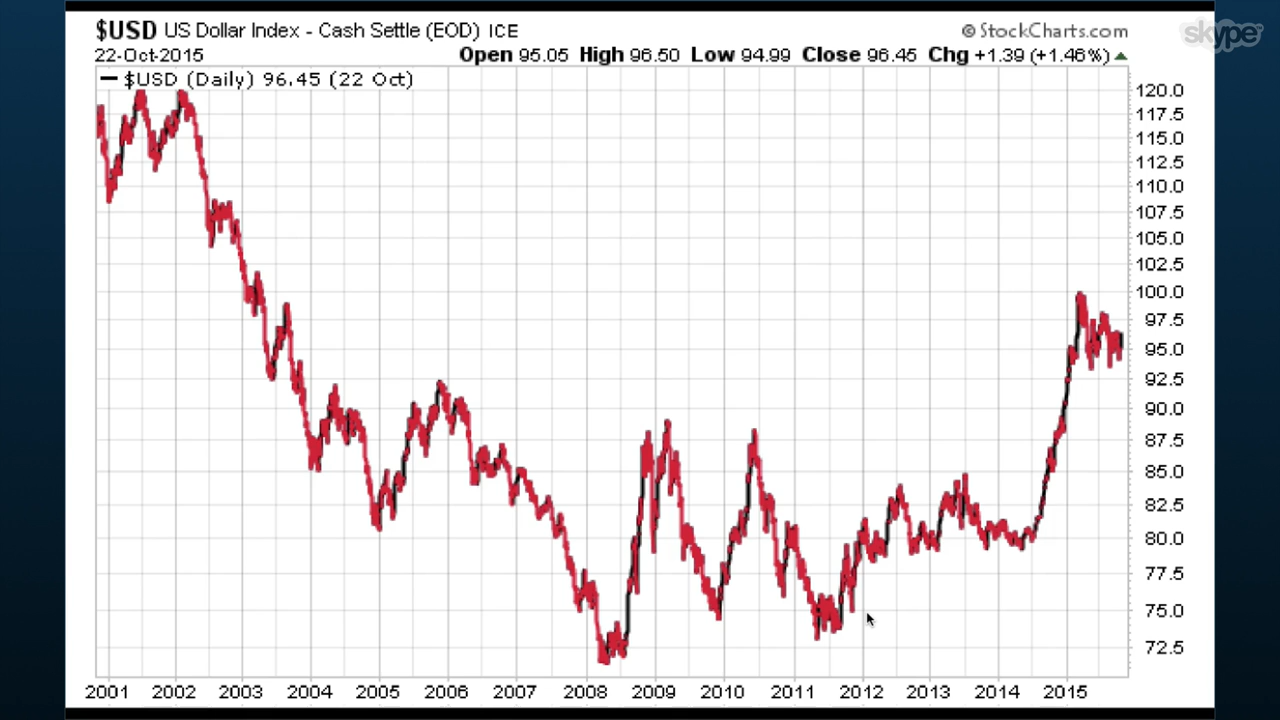 $USD US Dollar Index - Cash Settle (EOD) ICE
© StockCharts.com
skype
22-Oct-2015
Open 95.05 High 96.50 Low 94.99 Close 96.45 Chg +1.39 (+1.46%)
$USD (Daily) 96.45 (22 Oct)
120.0
117.5
115.0
112.5
110.0
107.5
105.0
102.5
100.0
97.5
95.0
92.5
90.0
87.5
85.0
82.5
80.0
77.5
75.0
72.5
2001 2002 2003 2004 2005 2006 2007 2008 2009 2010 2011 2012 2013 2014 2015